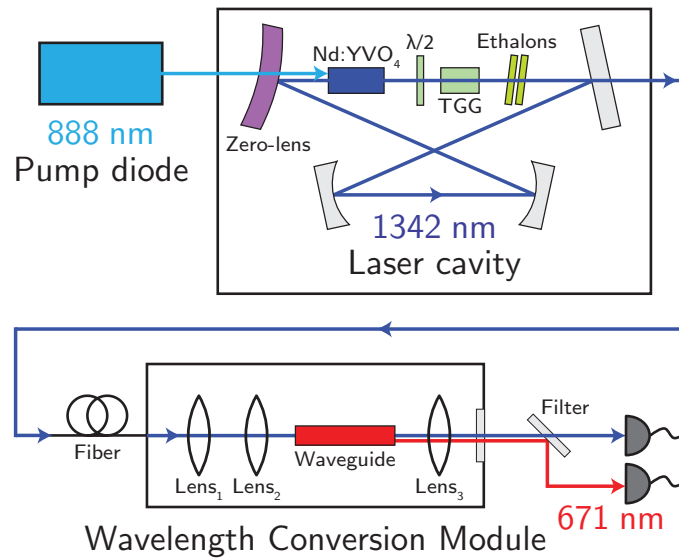 Nd:YVO₄
λ/2
Ethalons
TGG
Zero-lens
888 nm
Pump diode
1342 nm
Laser cavity
Fiber
Lens₁
Lens₂
Waveguide
Lens₃
Filter
671 nm
Wavelength Conversion Module